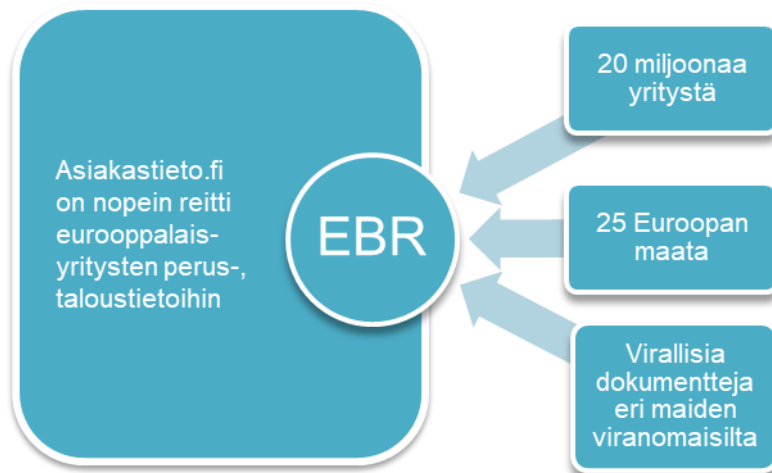 Asiakastieto.fi
on nopein reitti
eurooppalais-
yritysten perus-,
taloustietoihin
EBR
20 miljoonaa
yritystä
25 Euroopan
maata
Virallisia
dokumentteja
eri maiden
viranomaisilta